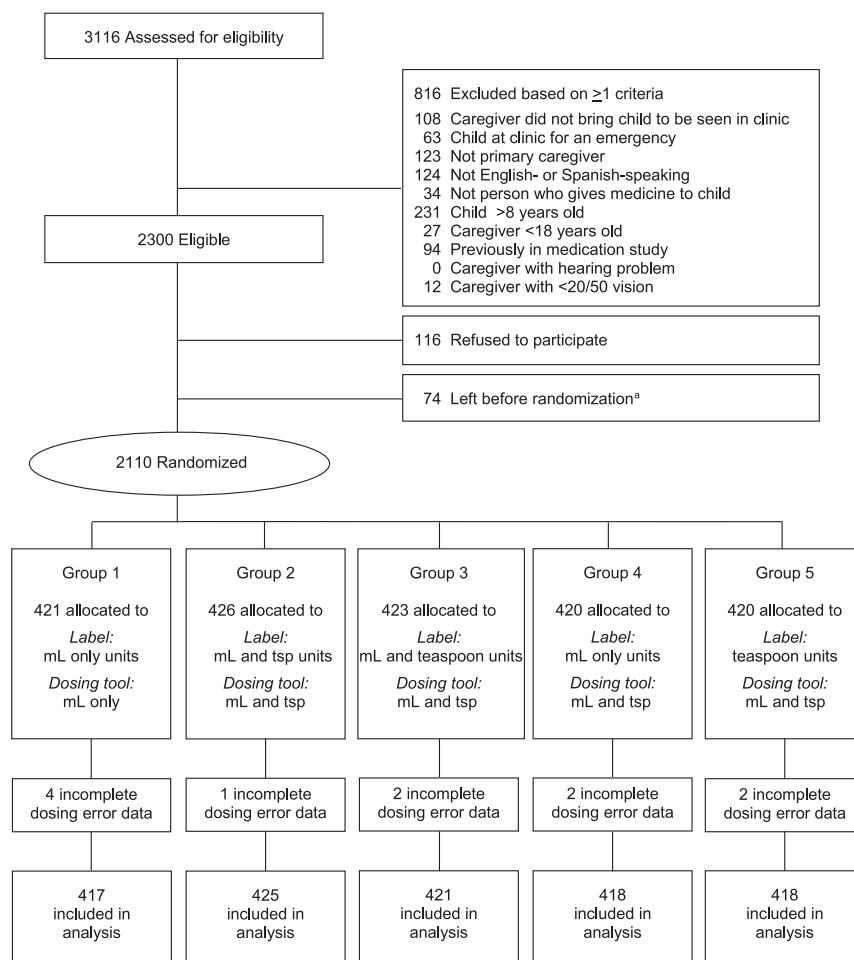 3116 Assessed for eligibility
816 Excluded based on ≥1 criteria
108 Caregiver did not bring child to be seen in clinic
63 Child at clinic for an emergency
123 Not primary caregiver
124 Not English- or Spanish-speaking
34 Not person who gives medicine to child
231 Child >8 years old
27 Caregiver <18 years old
94 Previously in medication study
0 Caregiver with hearing problem
12 Caregiver with <20/50 vision
2300 Eligible
116 Refused to participate
74 Left before randomizationᵃ
2110 Randomized
Group 1
421 allocated to
Label:
mL only units
Dosing tool:
mL only
Group 2
426 allocated to
Label:
mL and tsp units
Dosing tool:
mL and tsp
Group 3
423 allocated to
Label:
mL and teaspoon units
Dosing tool:
mL and tsp
Group 4
420 allocated to
Label:
mL only units
Dosing tool:
mL and tsp
Group 5
420 allocated to
Label:
teaspoon units
Dosing tool:
mL and tsp
4 incomplete
dosing error data
1 incomplete
dosing error data
2 incomplete
dosing error data
2 incomplete
dosing error data
2 incomplete
dosing error data
417
included in
analysis
425
included in
analysis
421
included in
analysis
418
included in
analysis
418
included in
analysis